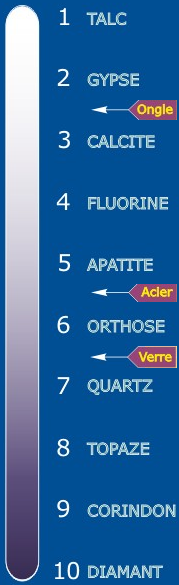 1 TALC
2 GYPSE
Ongle
3 CALCITE
4 FLUORINE
5 APATITE
Acler
6 ORTHOSE
Verre
7 QUARTZ
8 TOPAZE
9 CORINDON
10 DIAMANT